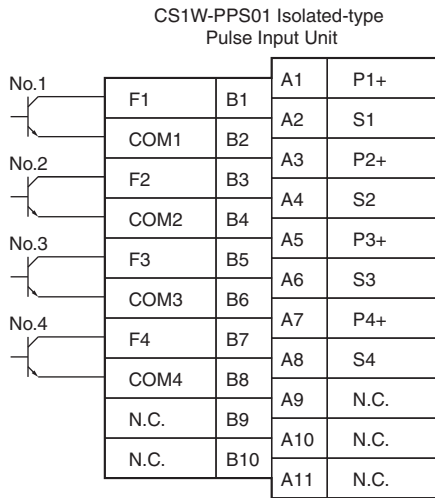 CS1W-PPS01 Isolated-type
Pulse Input Unit
A1 P1+
No.1
F1 B1
A2 S1
COM1 B2
A3 P2+
No.2
F2 B3
A4 S2
COM2 B4
A5 P3+
No.3
F3 B5
A6 S3
COM3 B6
A7 P4+
No.4
F4 B7
A8 S4
COM4 B8
A9 N.C.
N.C. B9
A10 N.C.
N.C. B10
A11 N.C.